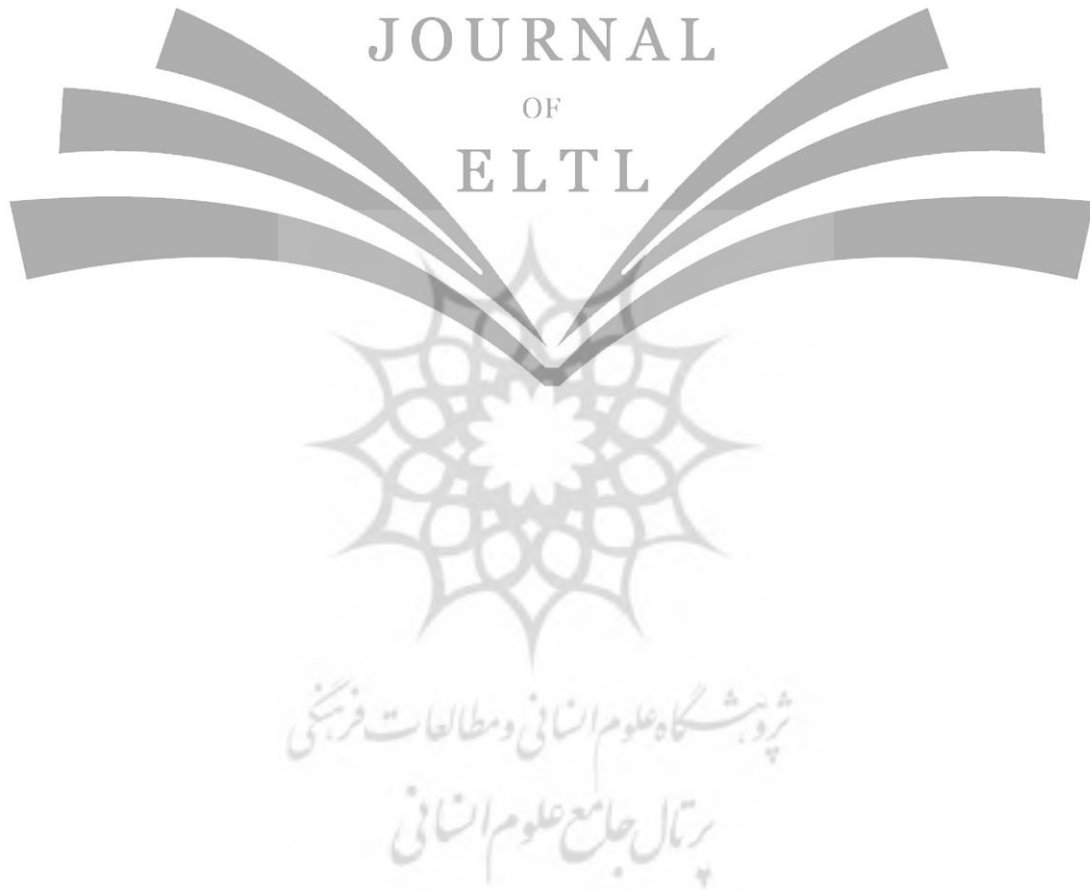 JOURNAL
OF
ELTL
پژوهشگاه علوم انسانی و مطالعات فرهنگی
پرتال جامع علوم انسانی